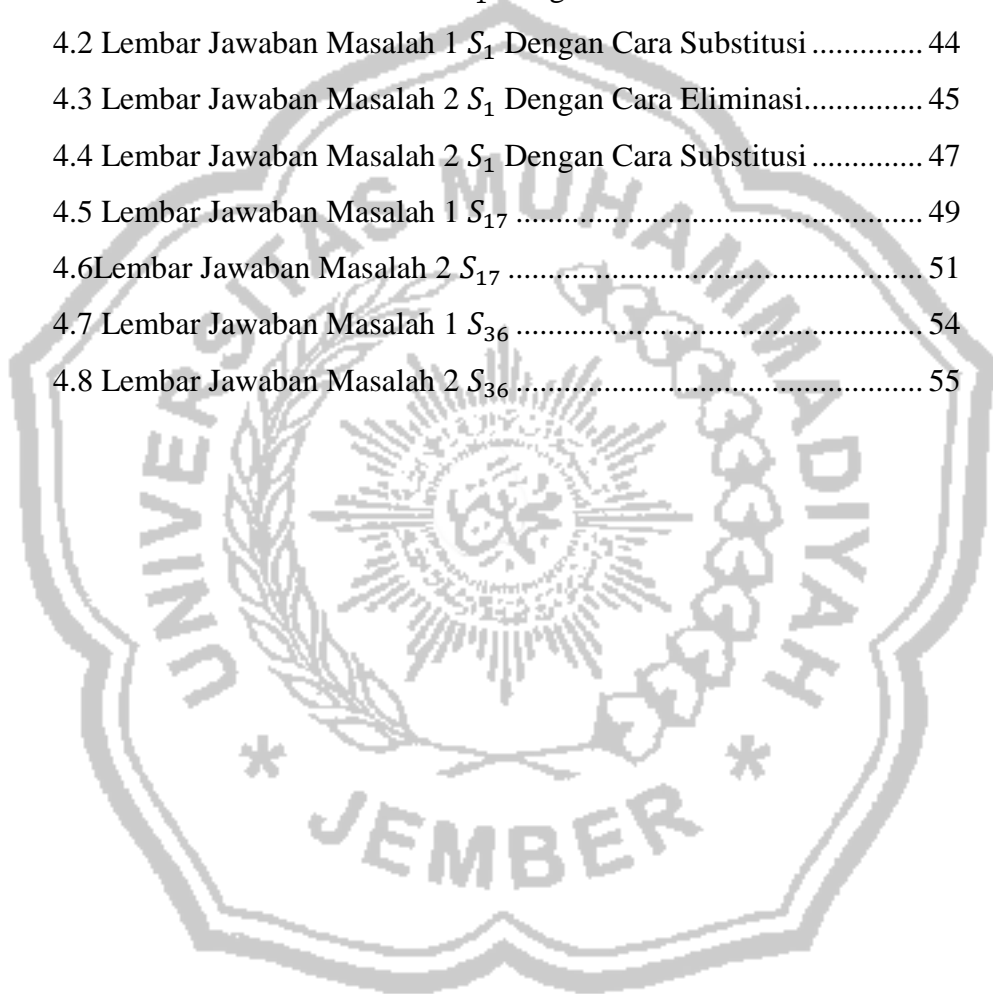 4.2 Lembar Jawaban Masalah 1 S₁ Dengan Cara Substitusi .............. 44
4.3 Lembar Jawaban Masalah 2 S₁ Dengan Cara Eliminasi............... 45
4.4 Lembar Jawaban Masalah 2 S₁ Dengan Cara Substitusi .............. 47
4.5 Lembar Jawaban Masalah 1 S₁₇ ................................................... 49
4.6Lembar Jawaban Masalah 2 S₁₇ .................................................... 51
4.7 Lembar Jawaban Masalah 1 S₃₆ ................................................... 54
4.8 Lembar Jawaban Masalah 2 S₃₆ ................................................... 55
UNIVERSITAS MUHAMMADIYAH
* JEMBER *